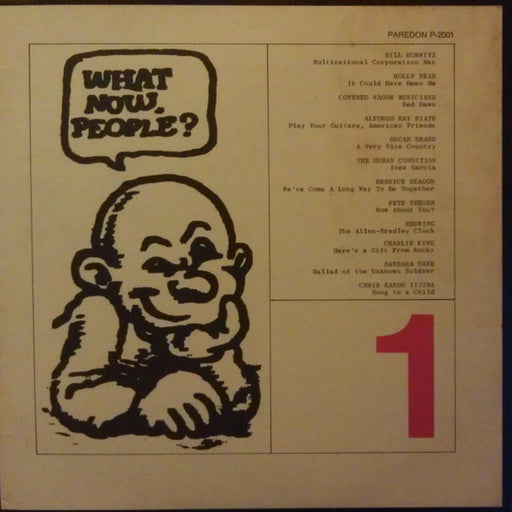 PAREDON P-2001
WHAT
NOW,
PEOPLE?
BILL HORWITZ
Multinational Corporation Man
HOLLY NEAR
It Could Have Been Me
COVERED WAGON MUSICIANS
Red Dawn
ALFONSO RAY RIATE
Play Your Guitars, American Friends
OSCAR BRAND
A Very Nice Country
THE HUMAN CONDITION
Inez Garcia
BERNICE REAGON
We've Come A Long Way To Be Together
PETE SEEGER
How About You?
REDWING
The Allen-Bradley Clock
CHARLIE KING
Here's a Gift From Rocky
BARBARA DANE
Ballad of the Unknown Soldier
CHRIS KANDO IIJIMA
Song to a Child
1